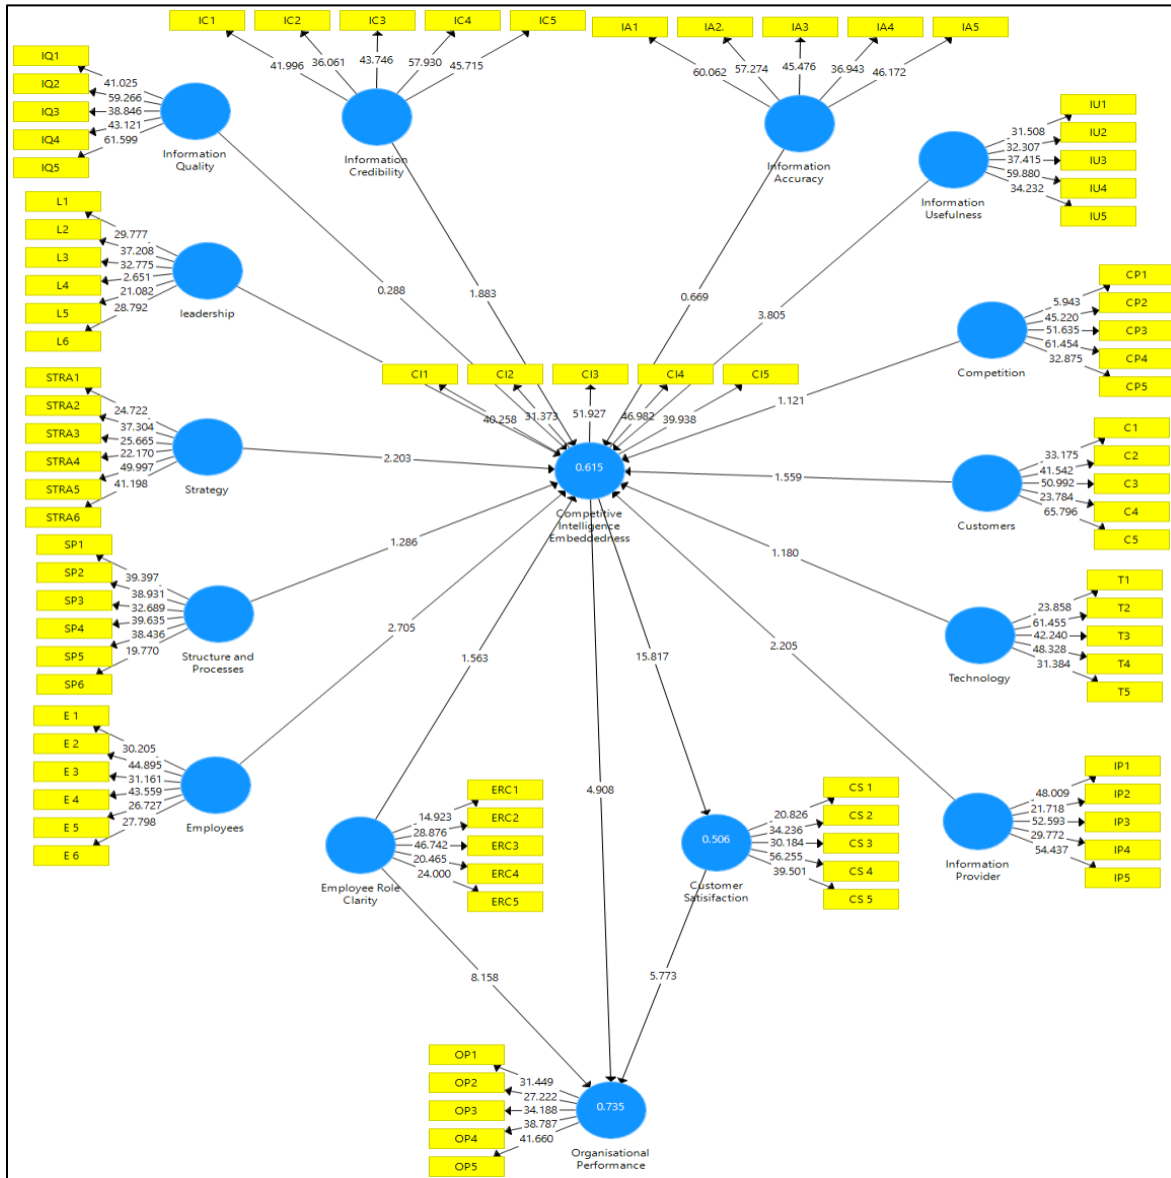 IC1 IC2 IC3 IC4 IC5
41.996 36.061 43.746 57.930 45.715
Information
Credibility
IA1 IA2. IA3 IA4 IA5
60.062 57.274 45.476 36.943 46.172
Information
Accuracy
IQ1
IQ2
IQ3
IQ4
IQ5
41.025
59.266
38.846
43.121
61.599
Information
Quality
IU1
IU2
IU3
IU4
IU5
31.508
32.307
37.415
59.880
34.232
Information
Usefulness
L1
L2
L3
L4
L5
L6
29.777
37.208
32.775
2.651
21.082
28.792
leadership
0.288
1.883
0.669
3.805
CP1
CP2
CP3
CP4
CP5
5.943
45.220
51.635
61.454
32.875
Competition
1.121
STRA1
STRA2
STRA3
STRA4
STRA5
STRA6
24.722
37.304
25.665
22.170
49.997
41.198
Strategy
2.203
CI1 CI2 CI3 CI4 CI5
40.258 31.373 51.927 46.982 39.938
0.615
Competitive
Intelligence
Embeddedness
C1
C2
C3
C4
C5
33.175
41.542
50.992
23.784
65.796
Customers
1.559
SP1
SP2
SP3
SP4
SP5
SP6
39.397
38.931
32.689
39.635
38.436
19.770
Structure and
Processes
1.286
T1
T2
T3
T4
T5
23.858
61.455
42.240
48.328
31.384
Technology
1.180
E 1
E 2
E 3
E 4
E 5
E 6
30.205
44.895
31.161
43.559
26.727
27.798
Employees
2.705
1.563
15.817
2.205
4.908
IP1
IP2
IP3
IP4
IP5
48.009
21.718
52.593
29.772
54.437
Information
Provider
ERC1
ERC2
ERC3
ERC4
ERC5
14.923
28.876
46.742
20.465
24.000
Employee Role
Clarity
CS 1
CS 2
CS 3
CS 4
CS 5
20.826
34.236
30.184
56.255
39.501
0.506
Customer
Satisifaction
8.158
5.773
OP1
OP2
OP3
OP4
OP5
31.449
27.222
34.188
38.787
41.660
0.735
Organisational
Performance